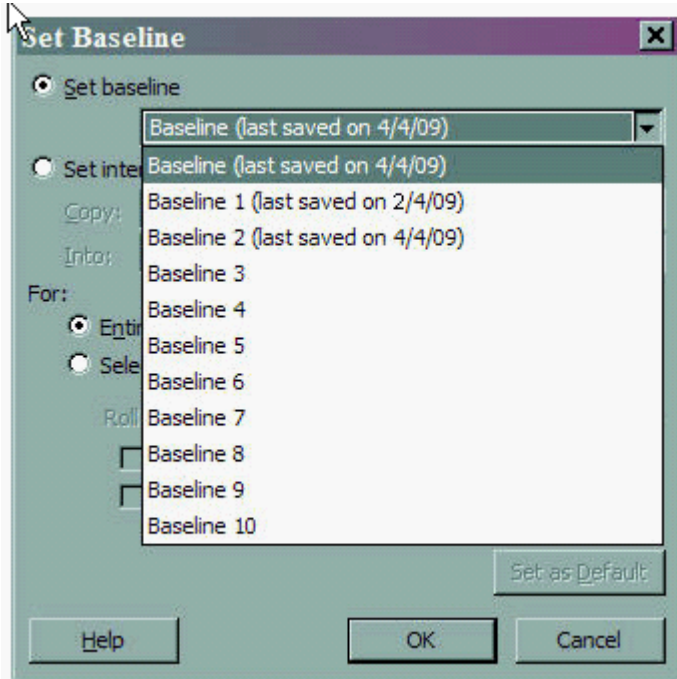 Set Baseline
Set baseline
Baseline (last saved on 4/4/09)
Set inter
Baseline (last saved on 4/4/09)
Baseline 1 (last saved on 2/4/09)
Copy:
Baseline 2 (last saved on 4/4/09)
Into:
Baseline 3
For:
Baseline 4
Entir
Baseline 5
Sele
Baseline 6
Roll
Baseline 7
Baseline 8
Baseline 9
Baseline 10
Set as Default
Help
OK
Cancel